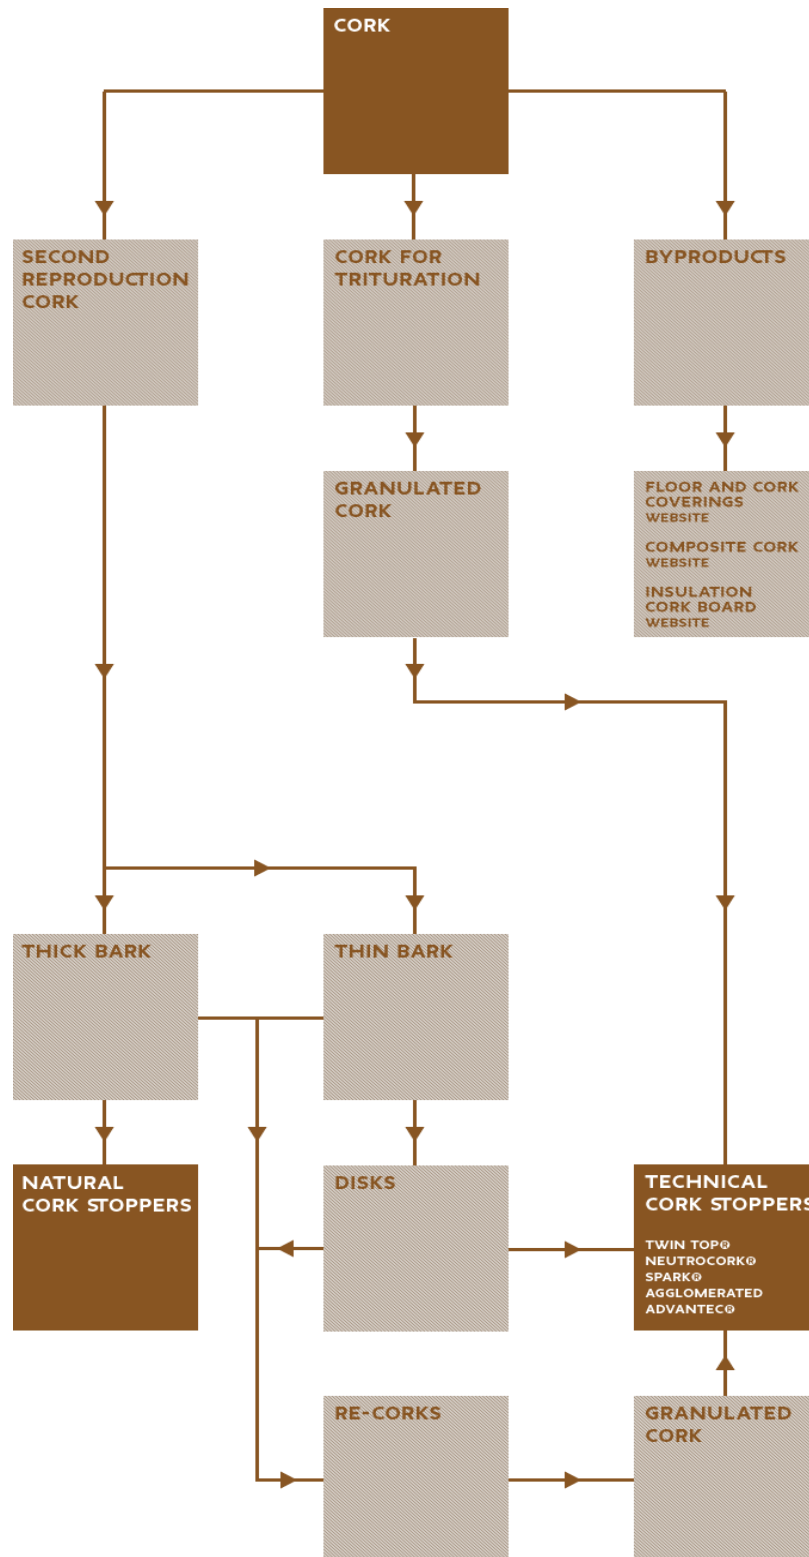 CORK
SECOND
REPRODUCTION
CORK
CORK FOR
TRITURATION
BYPRODUCTS
GRANULATED
CORK
FLOOR AND CORK
COVERINGS
WEBSITE
COMPOSITE CORK
WEBSITE
INSULATION
CORK BOARD
WEBSITE
THICK BARK
THIN BARK
NATURAL
CORK STOPPERS
DISKS
TECHNICAL
CORK STOPPERS
TWIN TOP®
NEUTROCORK®
SPARK®
AGGLOMERATED
ADVANTEC®
RE-CORKS
GRANULATED
CORK